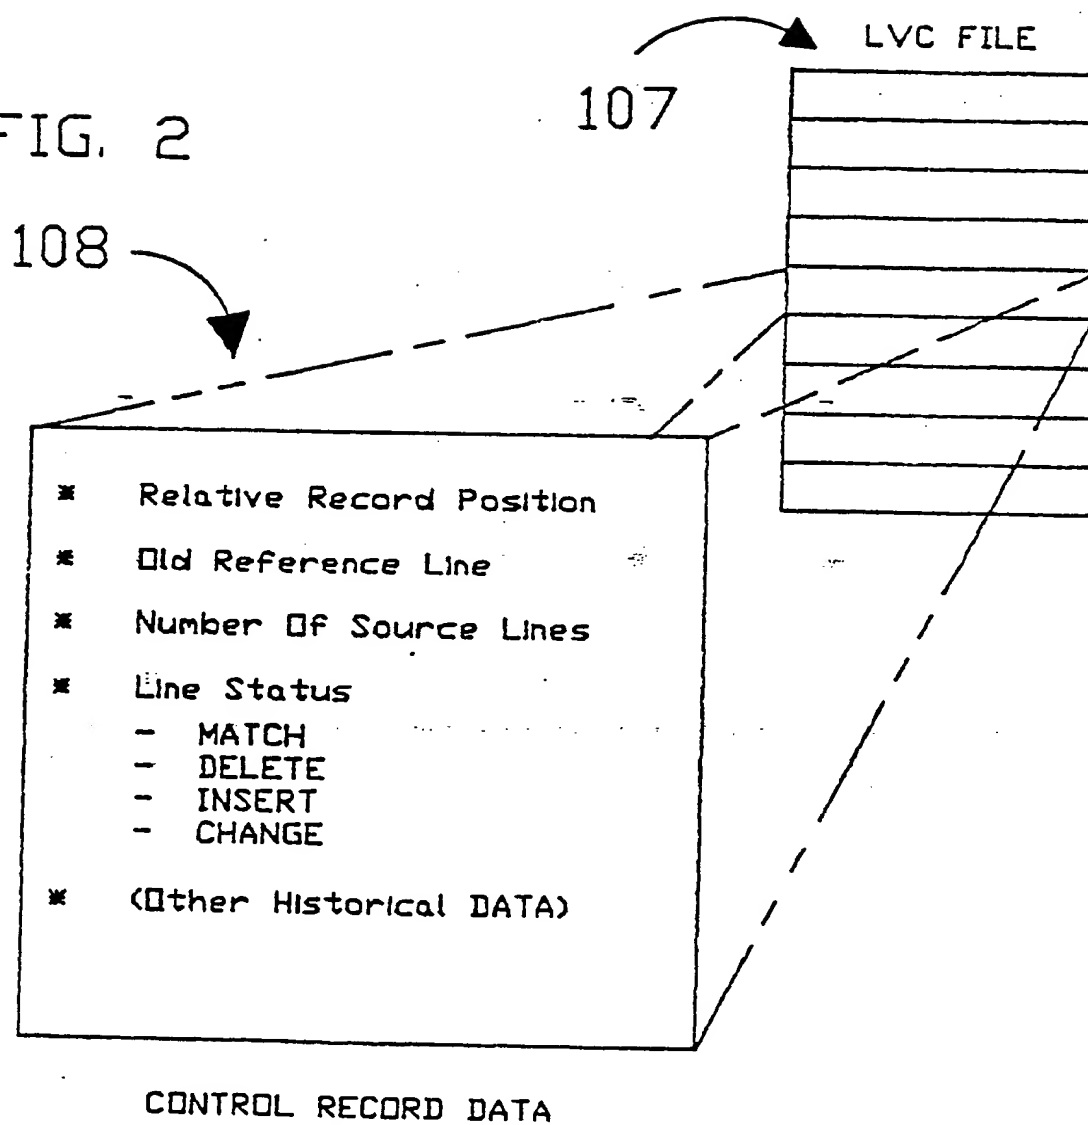 LVC FILE
107
FIG. 2
108
* Relative Record Position
* Old Reference Line
* Number Of Source Lines
* Line Status
- MATCH
- DELETE
- INSERT
- CHANGE
* (Other Historical DATA)
CONTROL RECORD DATA